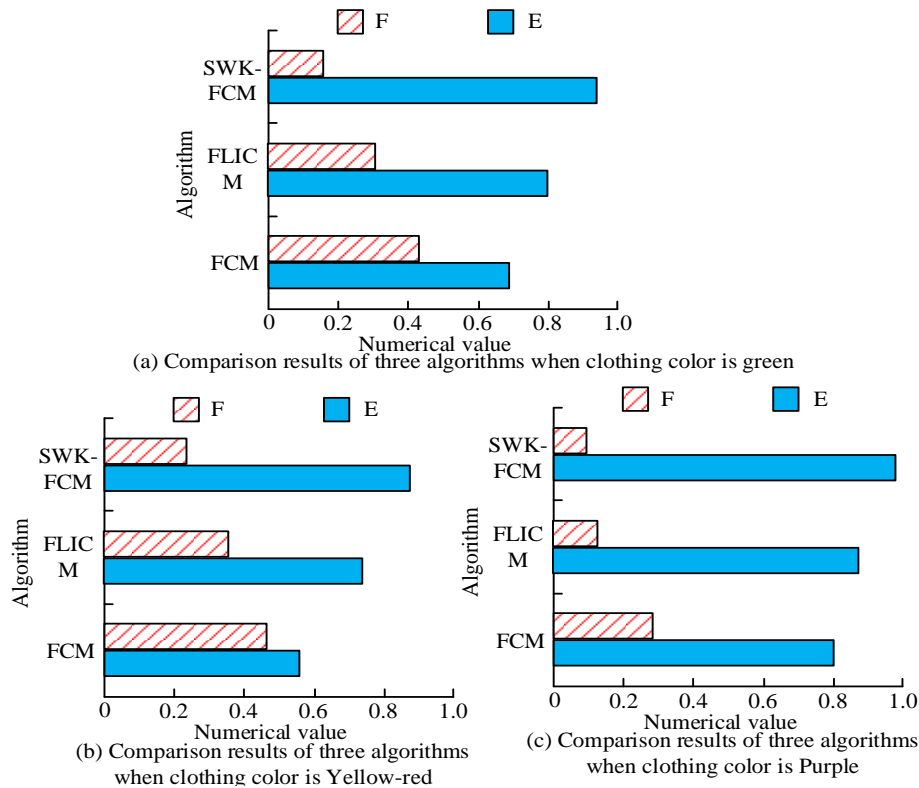 F E
SWK-
FCM
FLIC
M
FCM
Algorithm
0 0.2 0.4 0.6 0.8 1.0
Numerical value
(a) Comparison results of three algorithms when clothing color is green
F E
SWK-
FCM
FLIC
M
FCM
Algorithm
0 0.2 0.4 0.6 0.8 1.0
Numerical value
(b) Comparison results of three algorithms
when clothing color is Yellow-red
F E
SWK-
FCM
FLIC
M
FCM
Algorithm
0 0.2 0.4 0.6 0.8 1.0
Numerical value
(c) Comparison results of three algorithms
when clothing color is Purple